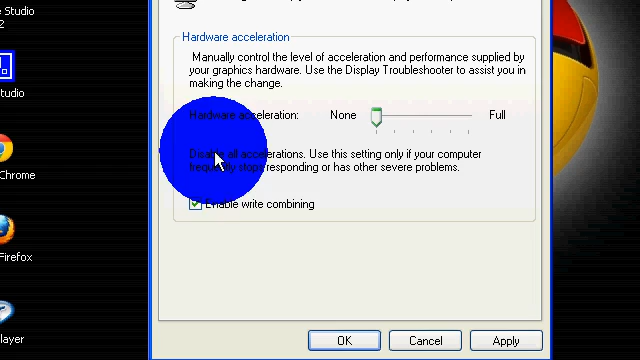 e Studio
2
Hardware acceleration
Manually control the level of acceleration and performance supplied by
your graphics hardware. Use the Display Troubleshooter to assist you in
making the change.
Hardware acceleration: None Full
Disable all accelerations. Use this setting only if your computer
frequently stops responding or has other severe problems.
Enable write combining
OK Cancel Apply
tudio
Chrome
Firefox
layer